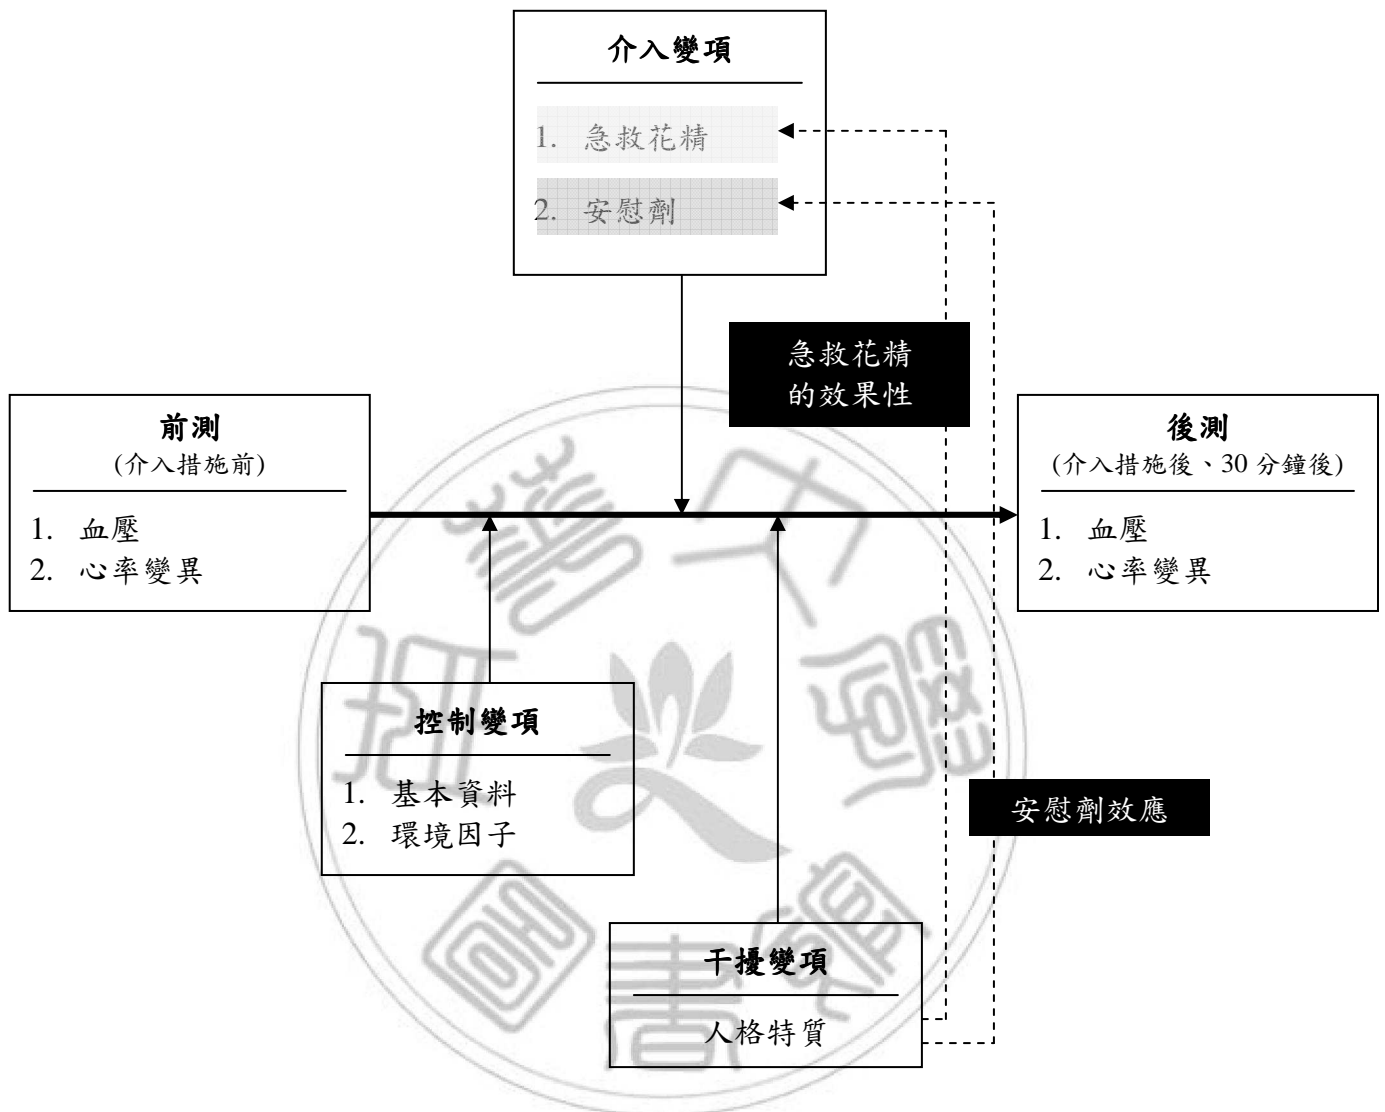 介入變項
1. 急救花精
2. 安慰劑
急救花精
的效果性
前測
(介入措施前)
1. 血壓
2. 心率變異
後測
(介入措施後、30 分鐘後)
1. 血壓
2. 心率變異
控制變項
1. 基本資料
2. 環境因子
安慰劑效應
干擾變項
人格特質